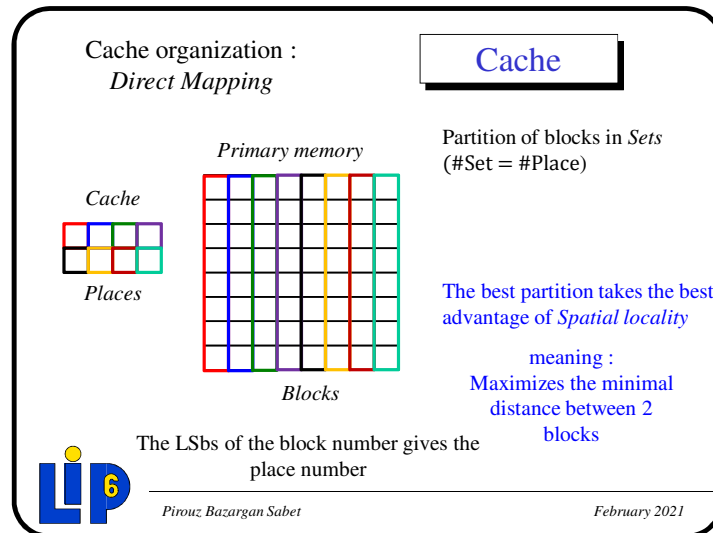 Cache organization :
Direct Mapping
Cache
Partition of blocks in Sets
(#Set = #Place)
Primary memory
Cache
Places
Blocks
The best partition takes the best
advantage of Spatial locality
meaning :
Maximizes the minimal
distance between 2
blocks
The LSbs of the block number gives the
place number
LiP6
Pirouz Bazargan Sabet
February 2021